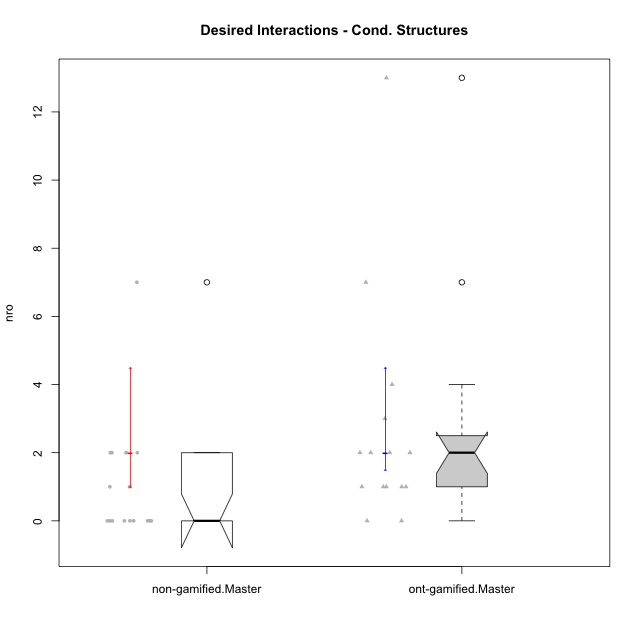 Desired Interactions - Cond. Structures
12
10
8
6
4
2
0
nro
non-gamified.Master
ont-gamified.Master